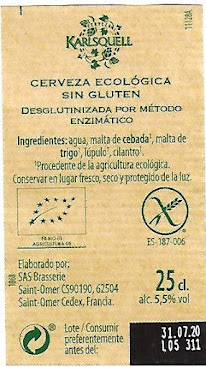 KARLSQUELL
CERVEZA ECOLÓGICA
SIN GLUTEN
DESGLUTINIZADA POR MÉTODO
ENZIMÁTICO
Ingredientes: agua, malta de cebada¹, malta de
trigo¹, lúpulo¹, cilantro¹.
¹Procedente de la agricultura ecológica.
Conservar en lugar fresco, seco y protegido de la luz.
AGRICULTURA UE
ES-187-006
Elaborado por:
SAS Brasserie
Saint-Omer CS90190, 62504
Saint-Omer Cedex, Francia.
25 cl
alc. 5,5% vol
Lote / Consumir
preferentemente
antes del:
31.07.20
L05 311